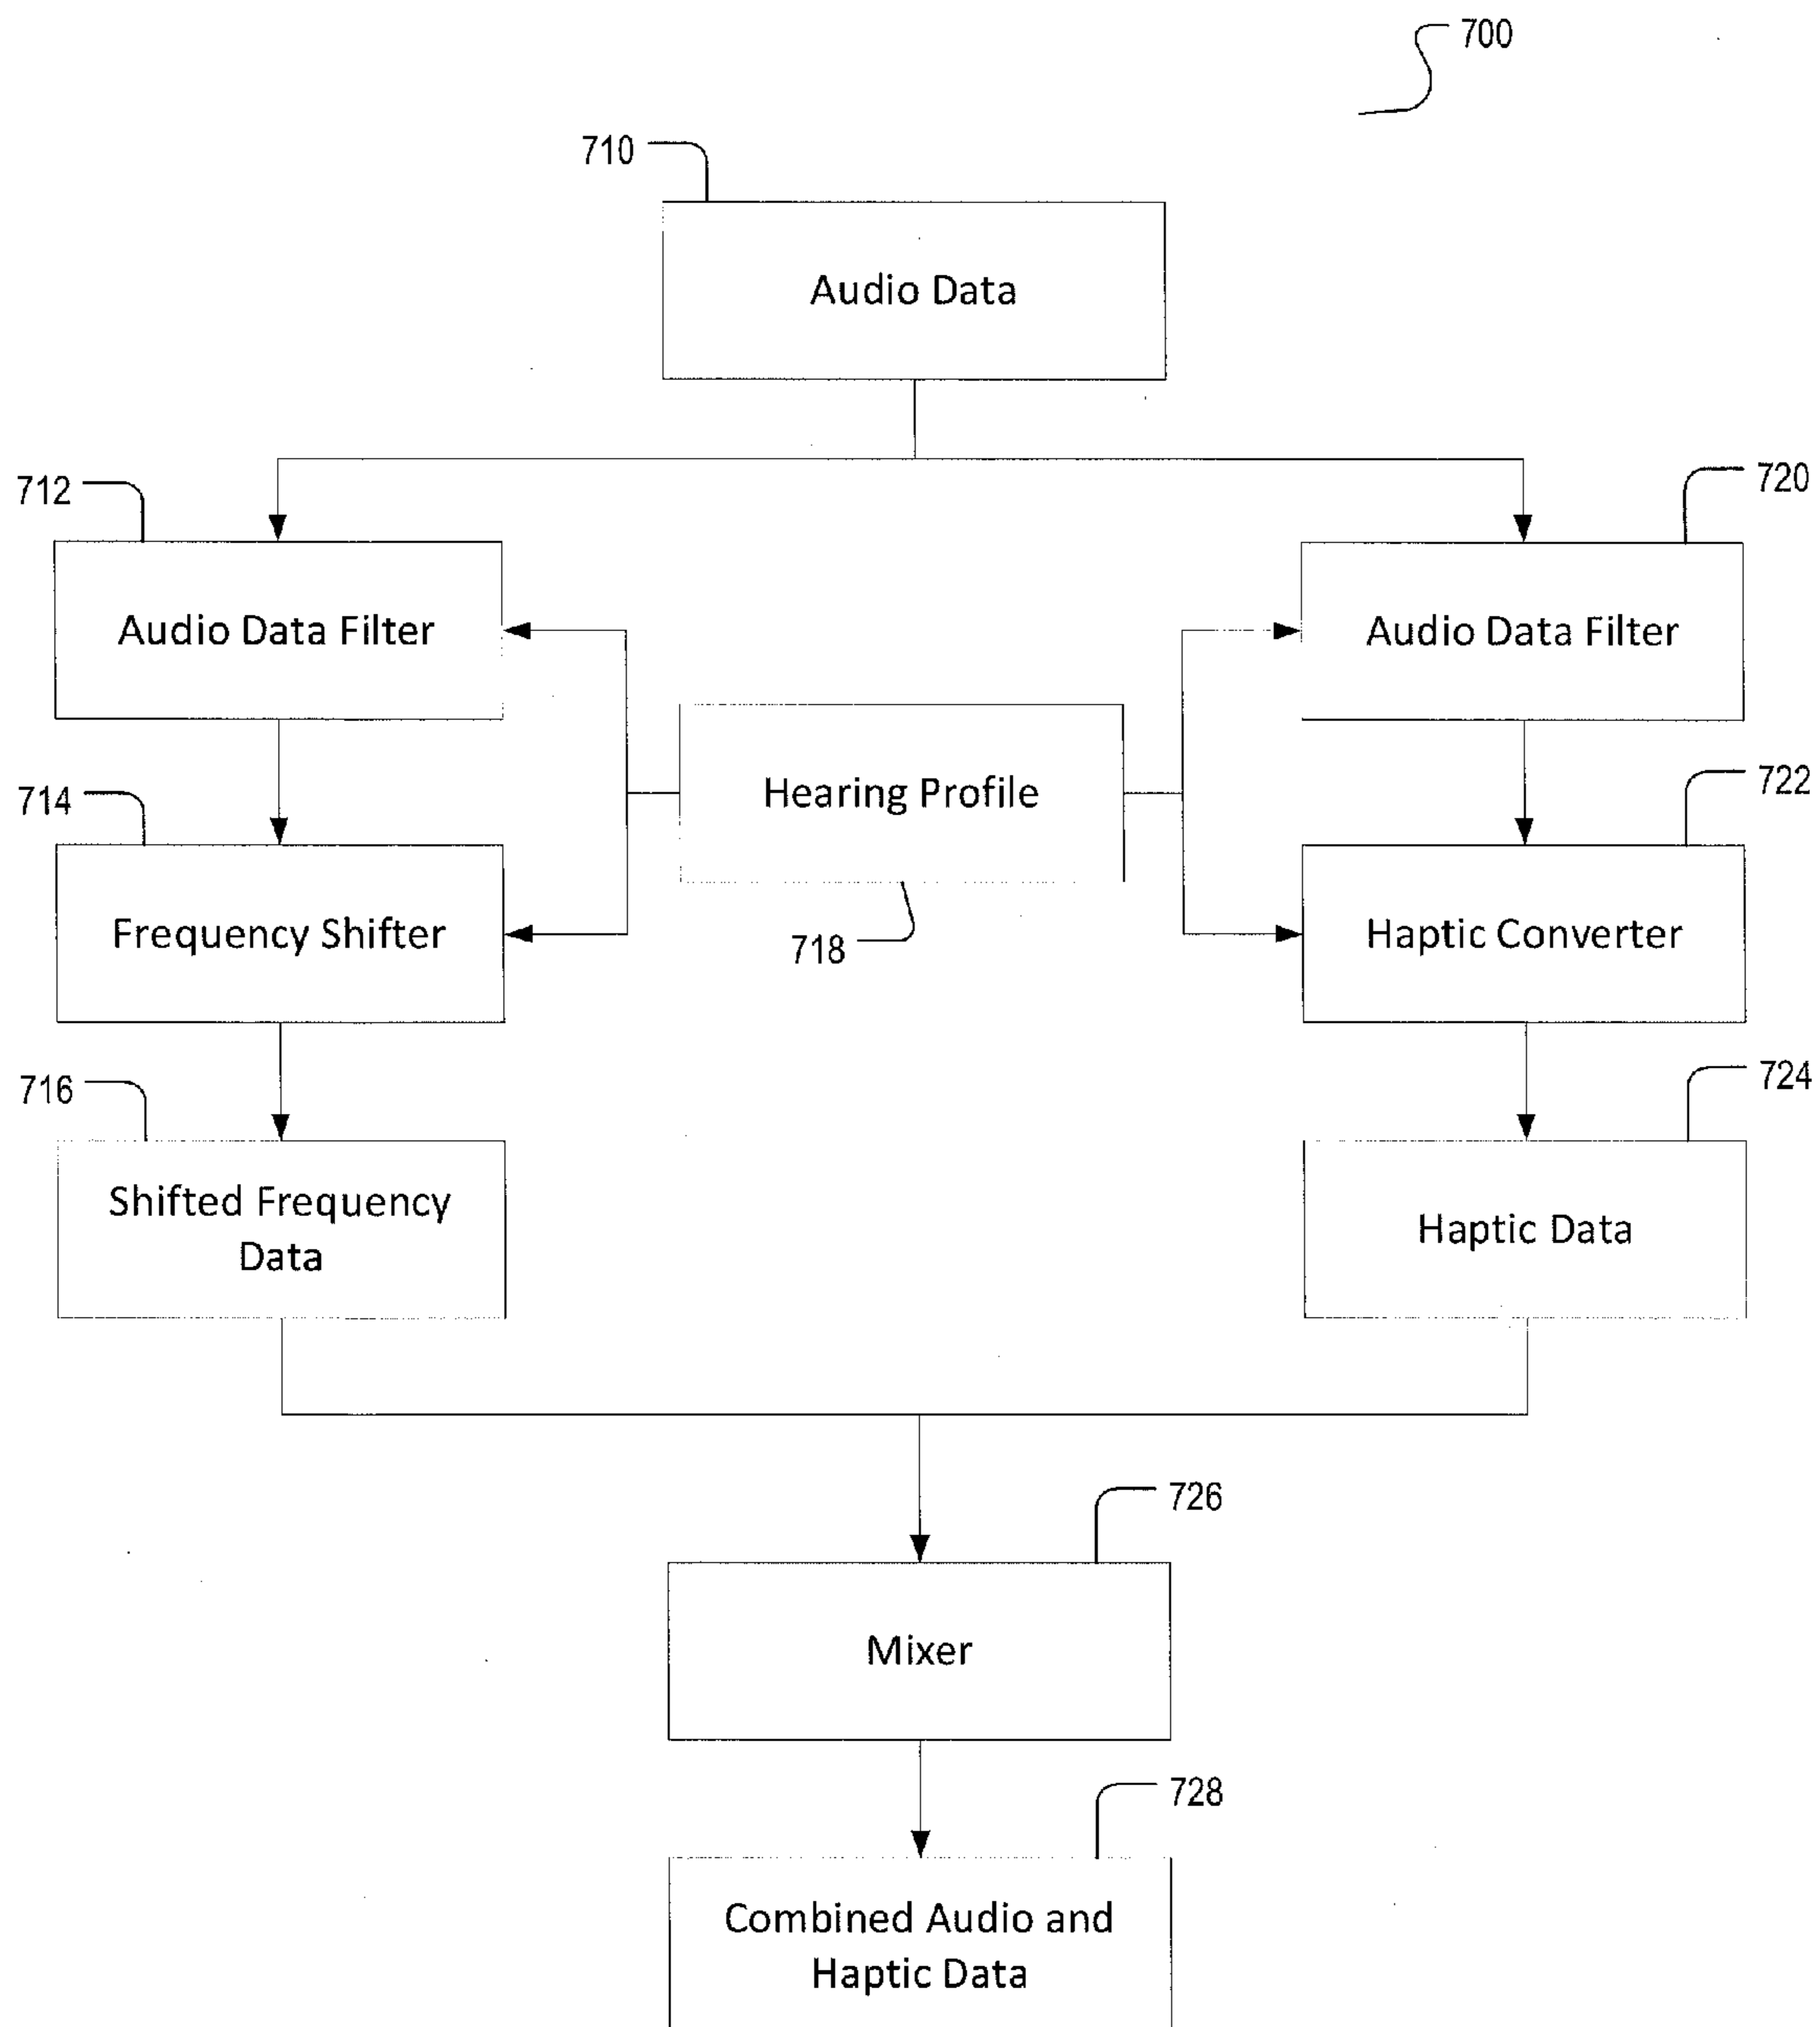 700
710
Audio Data
712
720
Audio Data Filter
Audio Data Filter
714
Hearing Profile
722
Frequency Shifter
718
Haptic Converter
716
724
Shifted Frequency
Data
Haptic Data
726
Mixer
728
Combined Audio and
Haptic Data